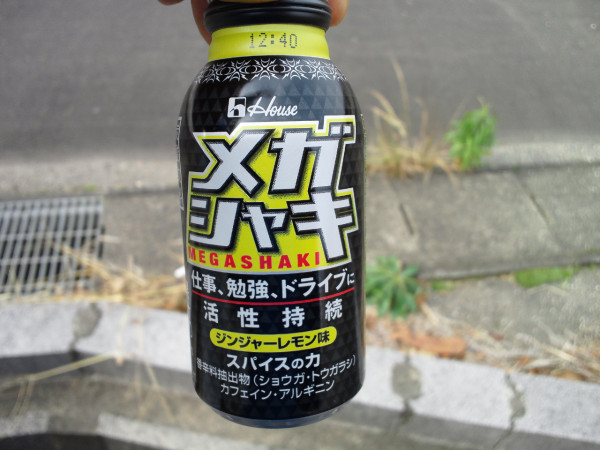 12:40
House
メガ
シャキ
MEGASHAKI
仕事、勉強、ドライブに
活性持続
ジンジャーレモン味
スパイスの力
香辛料抽出物(ショウガ・トウガラシ)
カフェイン・アルギニン